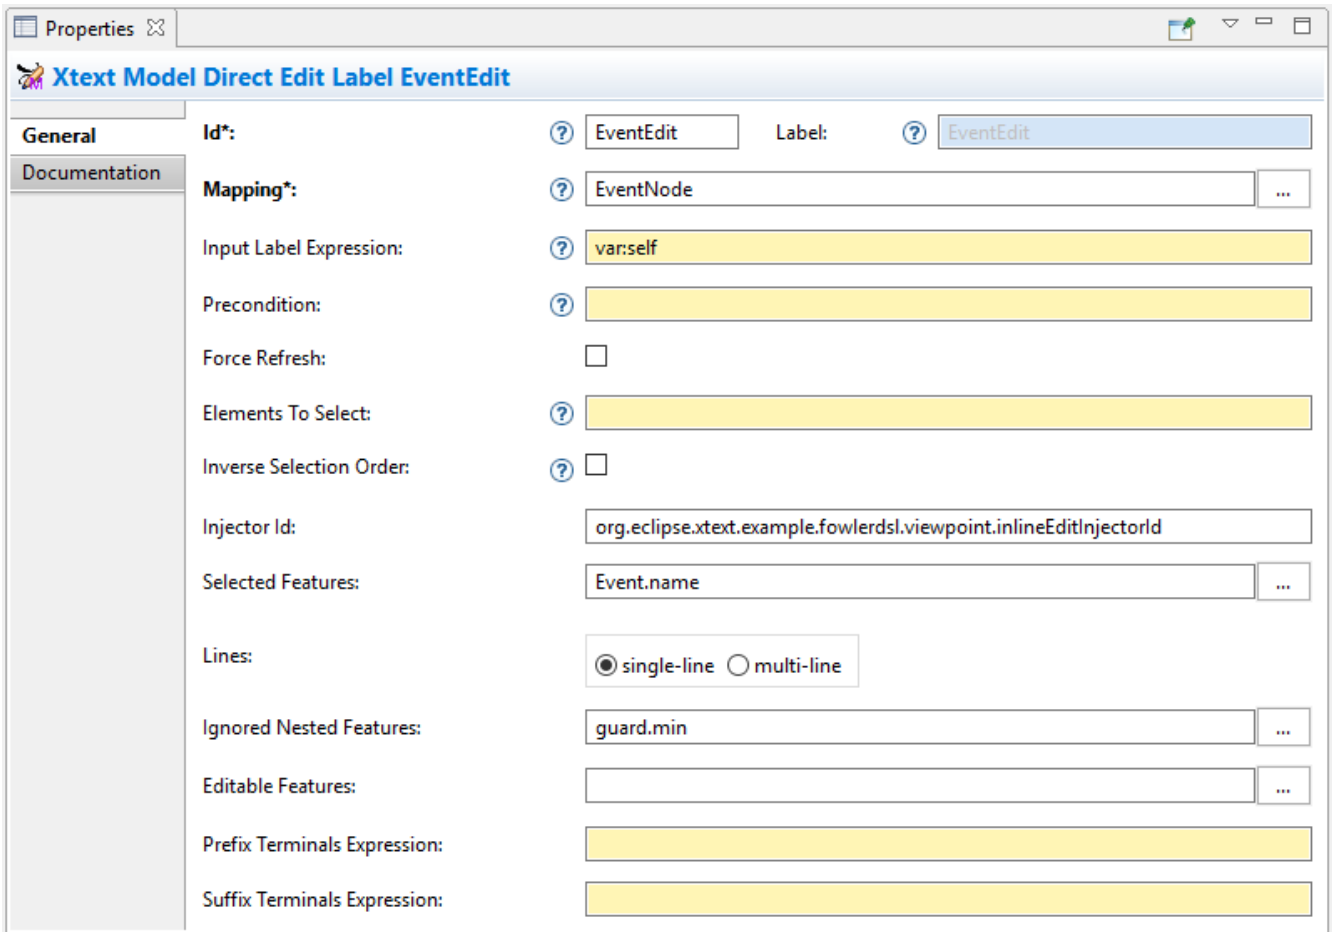 Properties
Xtext Model Direct Edit Label EventEdit
General
Documentation
Id*: ? EventEdit Label: ? EventEdit
Mapping*: ? EventNode ...
Input Label Expression: ? var:self
Precondition: ?
Force Refresh:
Elements To Select: ?
Inverse Selection Order: ?
Injector Id: org.eclipse.xtext.example.fowlerdsl.viewpoint.inlineEditInjectorId
Selected Features: Event.name ...
Lines: single-line multi-line
Ignored Nested Features: guard.min ...
Editable Features: ...
Prefix Terminals Expression:
Suffix Terminals Expression: